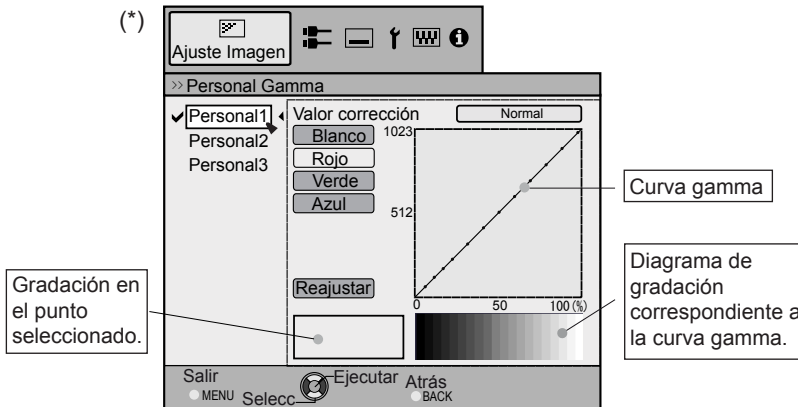 (*)
Ajuste Imagen
>> Personal Gamma
Personal1
Personal2
Personal3
Valor corrección
Normal
Blanco
Rojo
Verde
Azul
Reajustar
1023
512
0
50
100 (%)
Curva gamma
Diagrama de
gradación
correspondiente a
la curva gamma.
Gradación en
el punto
seleccionado.
Salir
MENU
Selecc
Ejecutar
Atrás
BACK